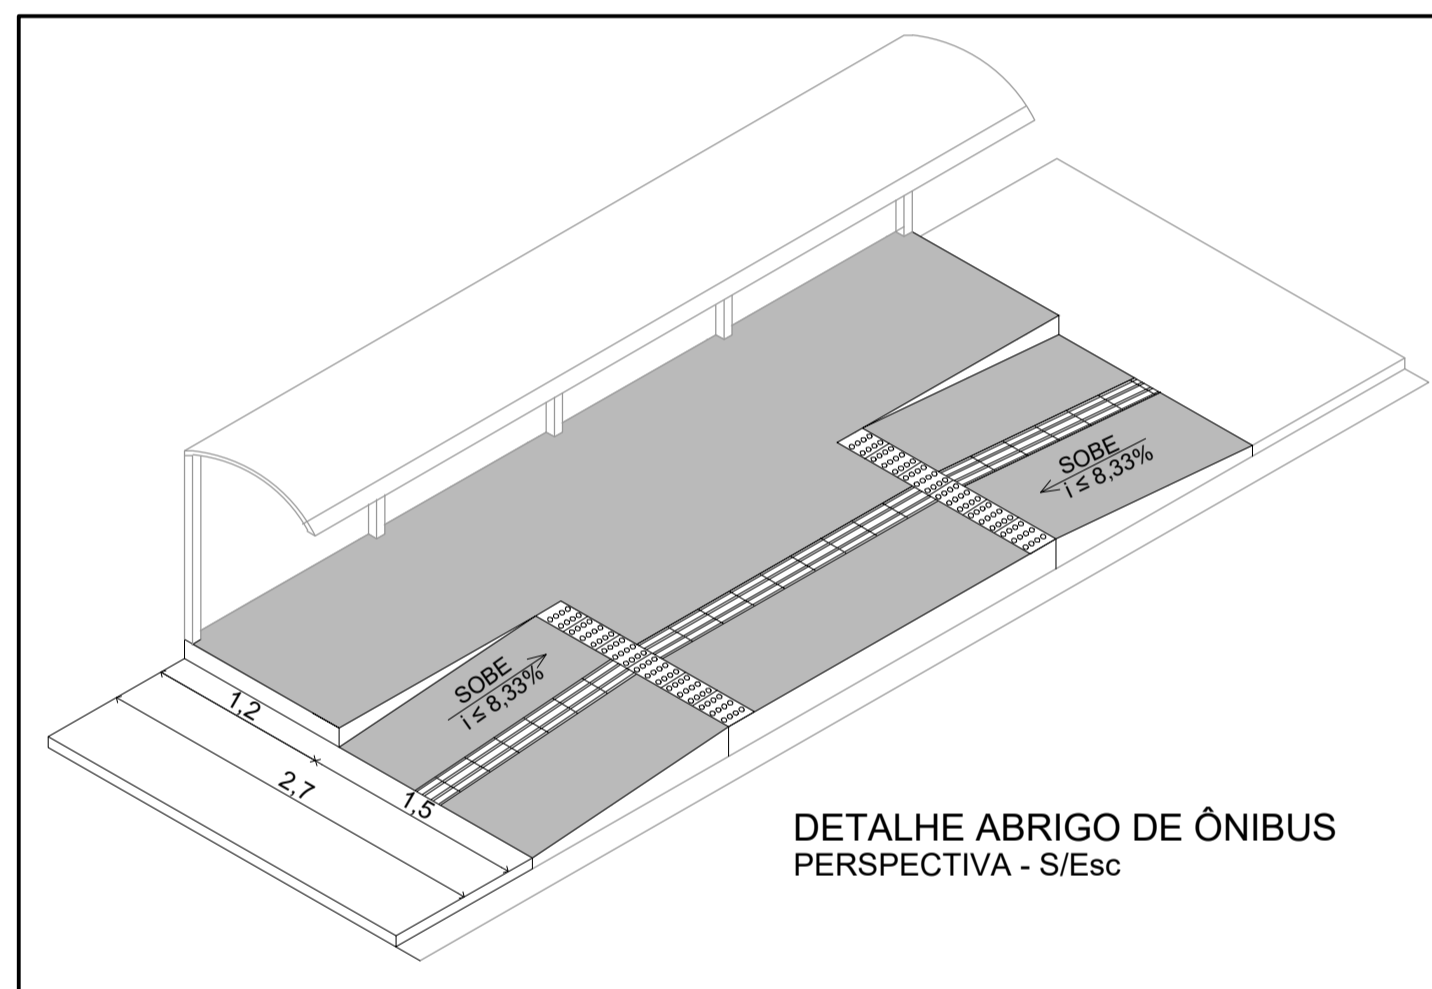 SOBE
i ≤ 8,33%
SOBE
i ≤ 8,33%
1,2
2,7
1,5
DETALHE ABRIGO DE ÔNIBUS
PERSPECTIVA - S/Esc